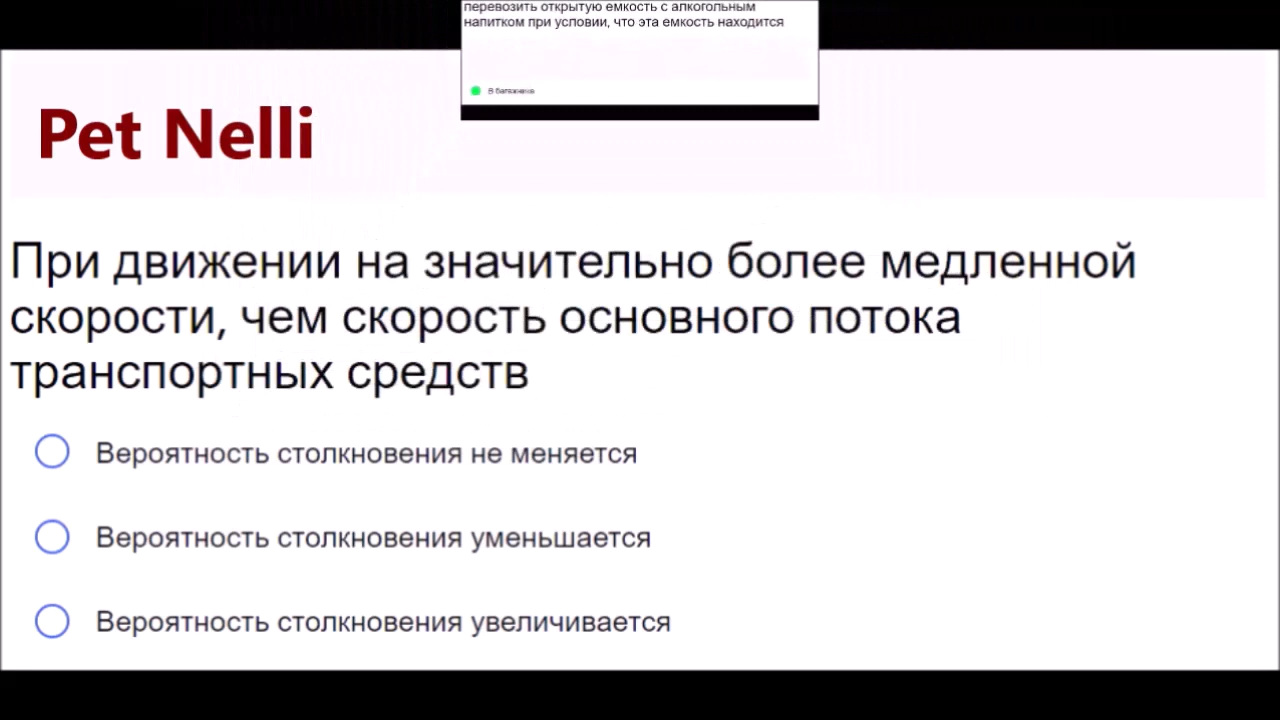 перевозить открытую емкость с алкогольным
напитком при условии, что эта емкость находится
В багажнике
Pet Nelli
При движении на значительно более медленной
скорости, чем скорость основного потока
транспортных средств
Вероятность столкновения не меняется
Вероятность столкновения уменьшается
Вероятность столкновения увеличивается